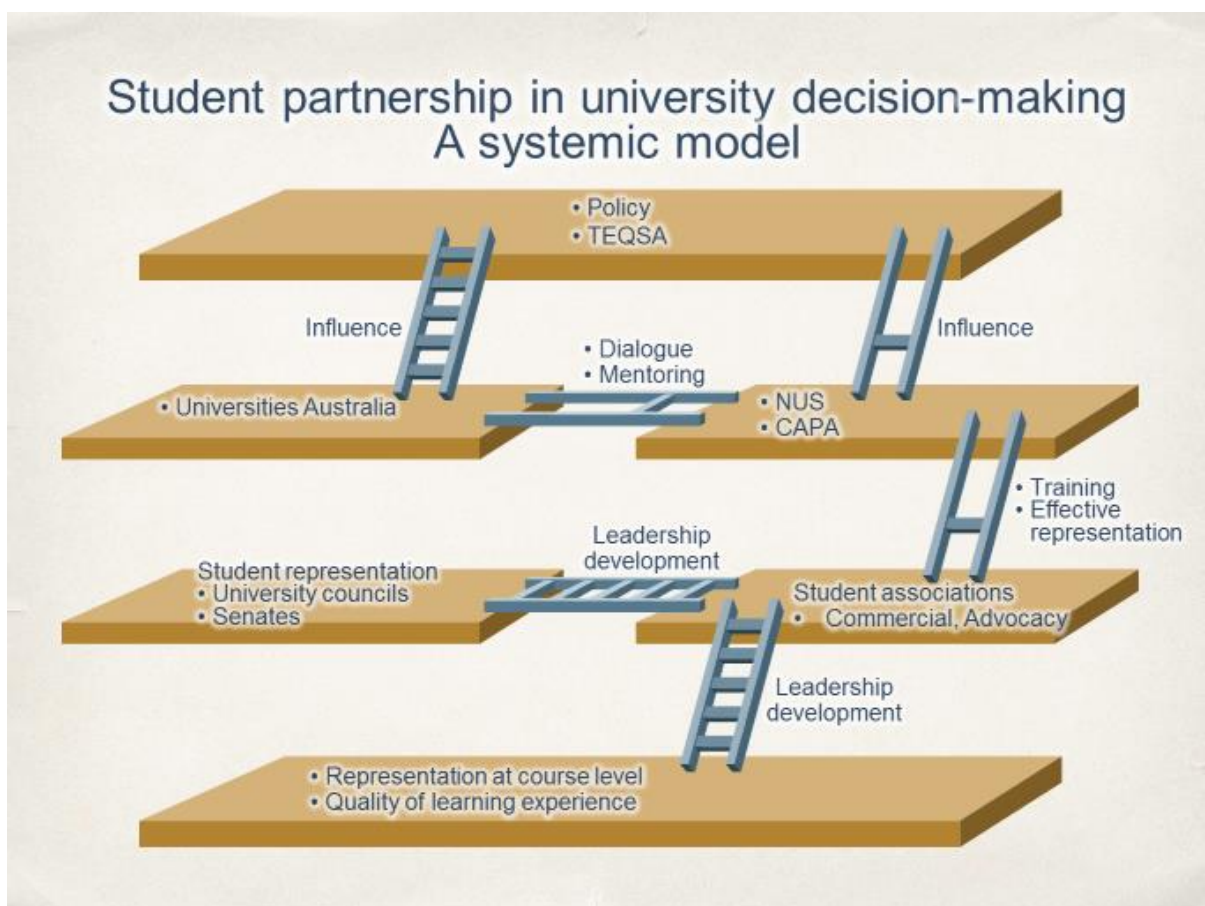 Student partnership in university decision-making
A systemic model
• Policy
• TEQSA
Influence
Influence
• Dialogue
• Mentoring
• Universities Australia
• NUS
• CAPA
• Training
• Effective
representation
Leadership
development
Student representation
• University councils
• Senates
Student associations
• Commercial, Advocacy
Leadership
development
• Representation at course level
• Quality of learning experience